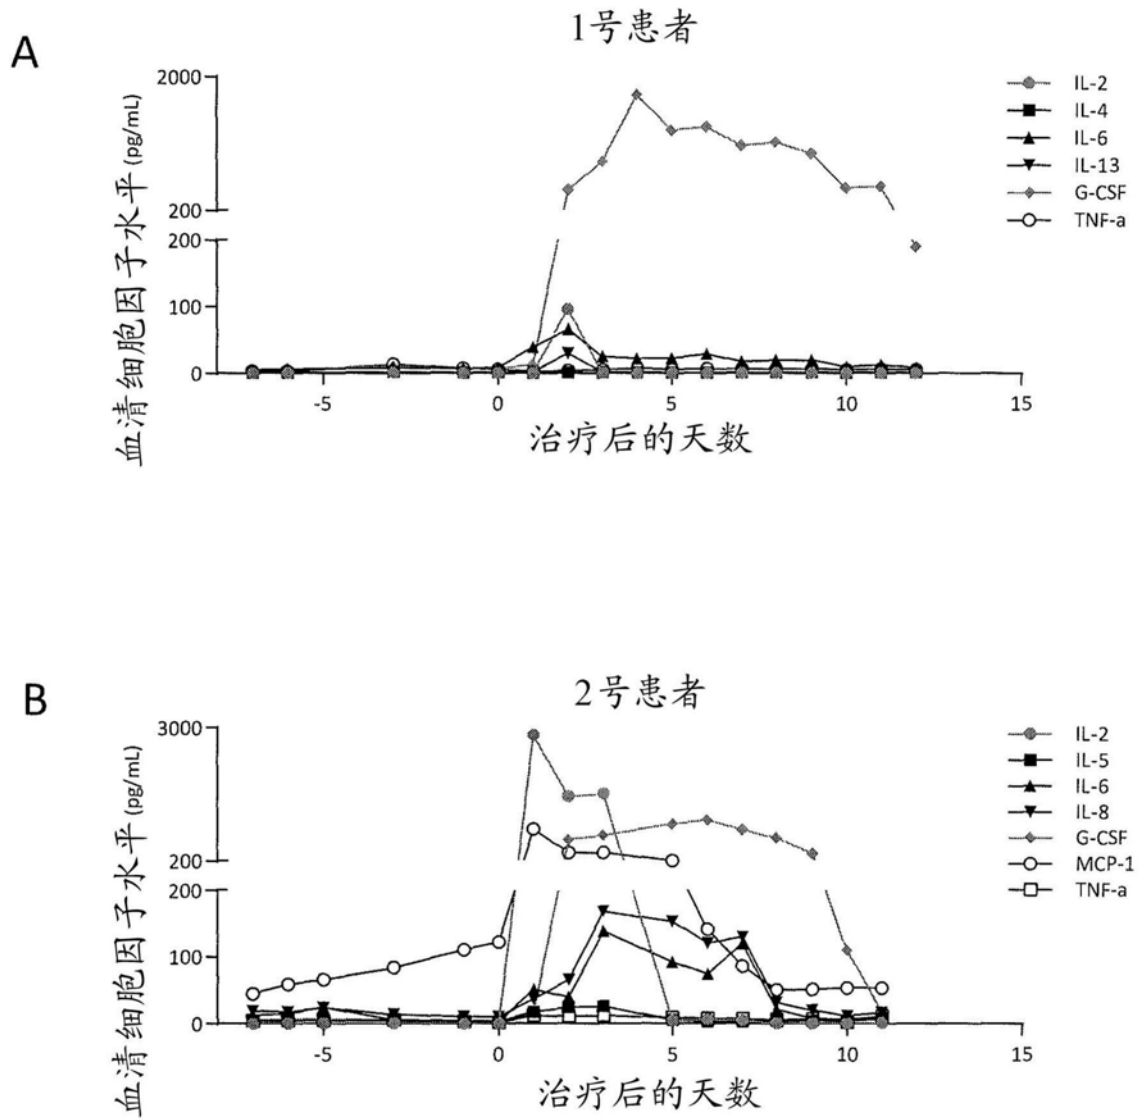 A
1号患者
血清细胞因子水平(pg/mL)
2000
200
200
100
0
-5
0
5
10
15
治疗后的天数
IL-2
IL-4
IL-6
IL-13
G-CSF
TNF-a
B
2号患者
血清细胞因子水平(pg/mL)
3000
200
200
100
0
-5
0
5
10
15
治疗后的天数
IL-2
IL-5
IL-6
IL-8
G-CSF
MCP-1
TNF-a